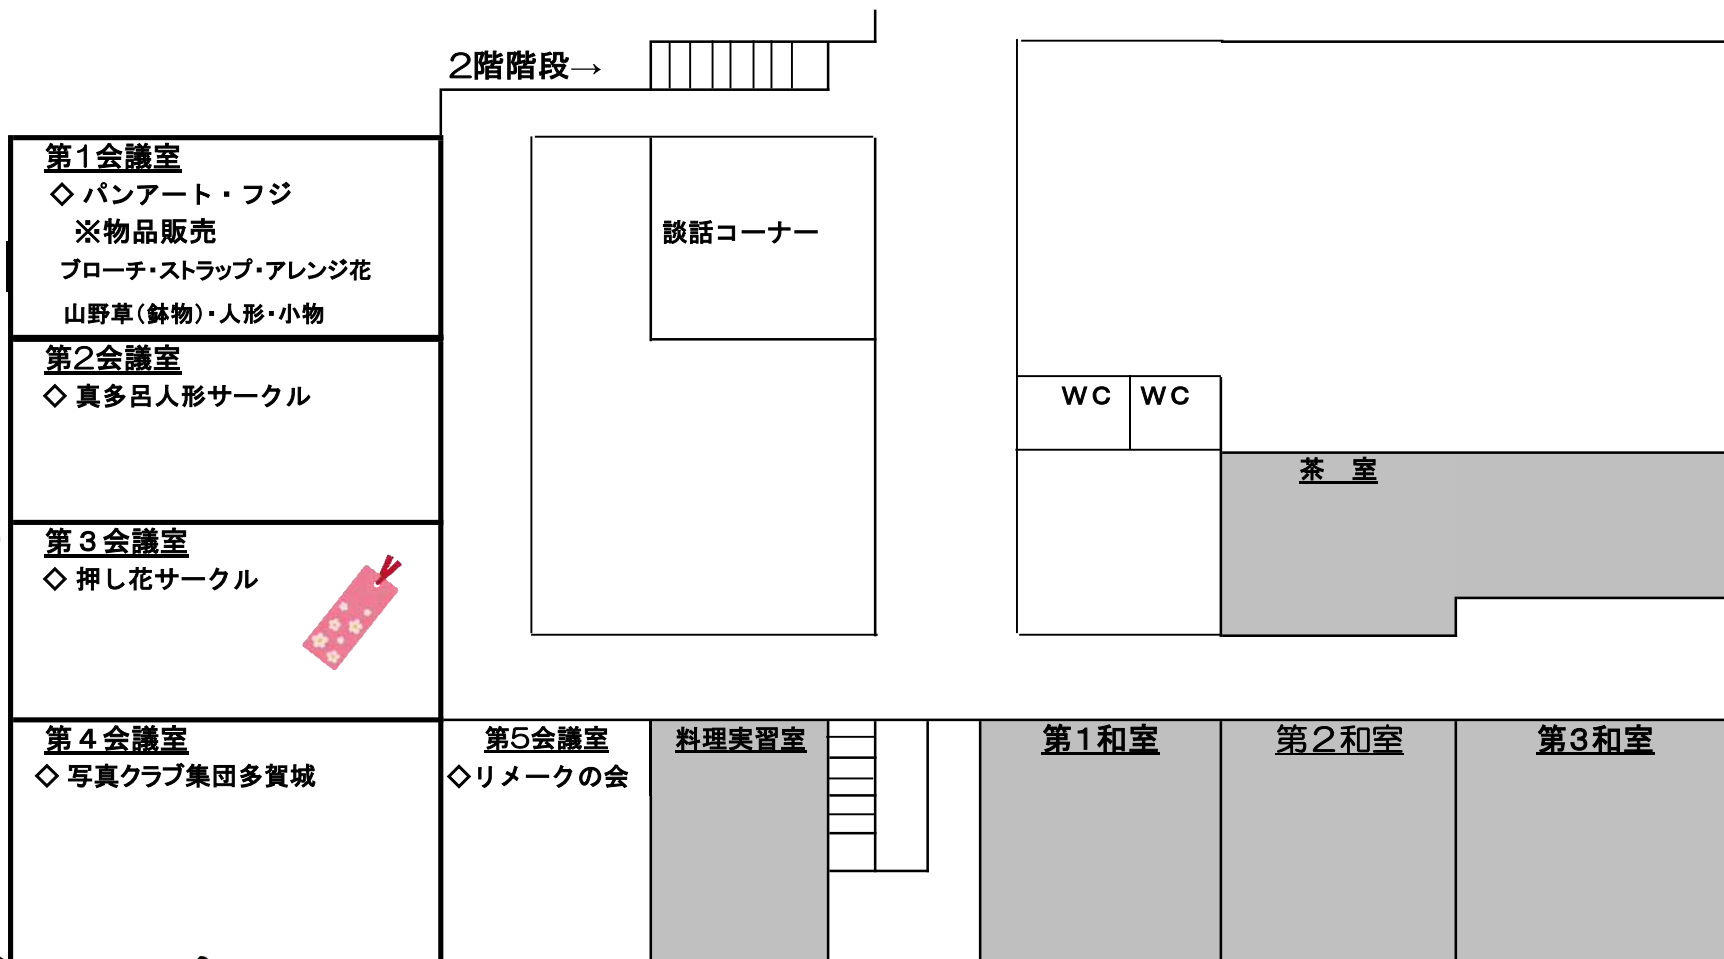 2階階段→
第1会議室
◇ パンアート・フジ
※物品販売
ブローチ・ストラップ・アレンジ花
山野草(鉢物)・人形・小物
談話コーナー
第2会議室
◇ 真多呂人形サークル
WC WC
茶 室
第3会議室
◇ 押し花サークル
第4会議室
◇ 写真クラブ集団多賀城
第5会議室
◇リメークの会
料理実習室
第1和室
第2和室
第3和室